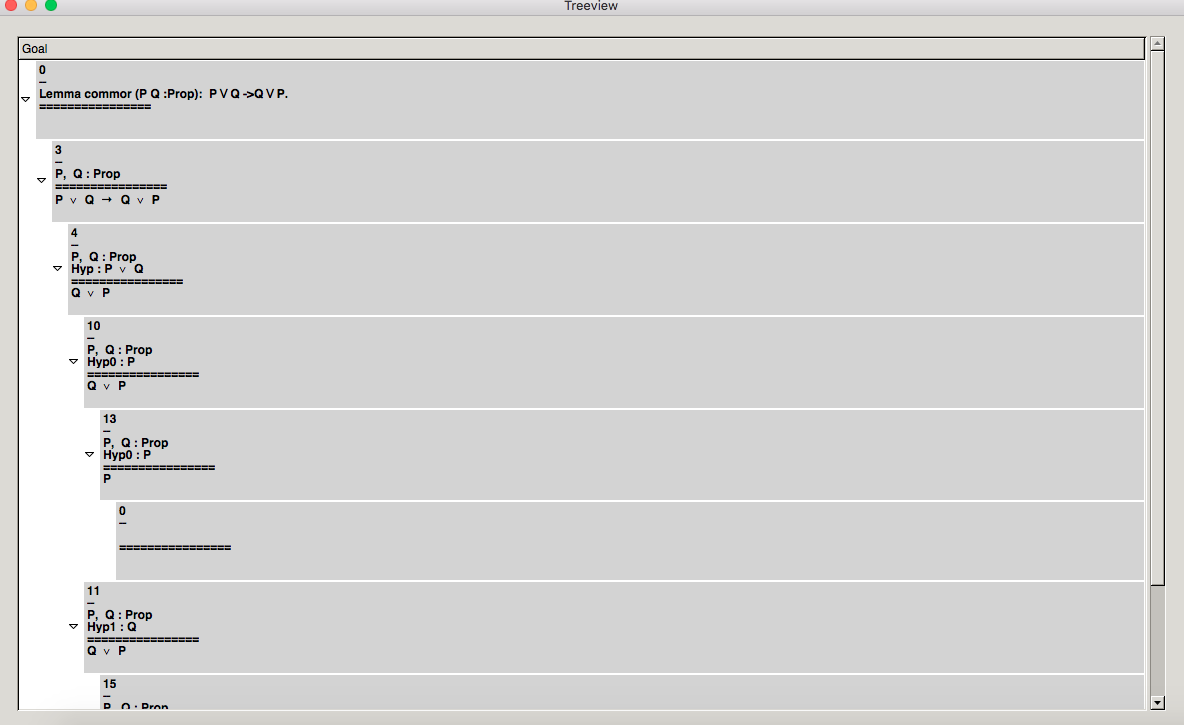 Treeview
Goal
0
–
Lemma commor (P Q :Prop):  P \/ Q ->Q \/ P.
================
3
–
P,  Q : Prop
================
P ∨ Q → Q ∨ P
4
–
P,  Q : Prop
Hyp : P ∨ Q
================
Q ∨ P
10
–
P,  Q : Prop
Hyp0 : P
================
Q ∨ P
13
–
P,  Q : Prop
Hyp0 : P
================
P
0
–
================
11
–
P,  Q : Prop
Hyp1 : Q
================
Q ∨ P
15
–
P,  Q : Prop